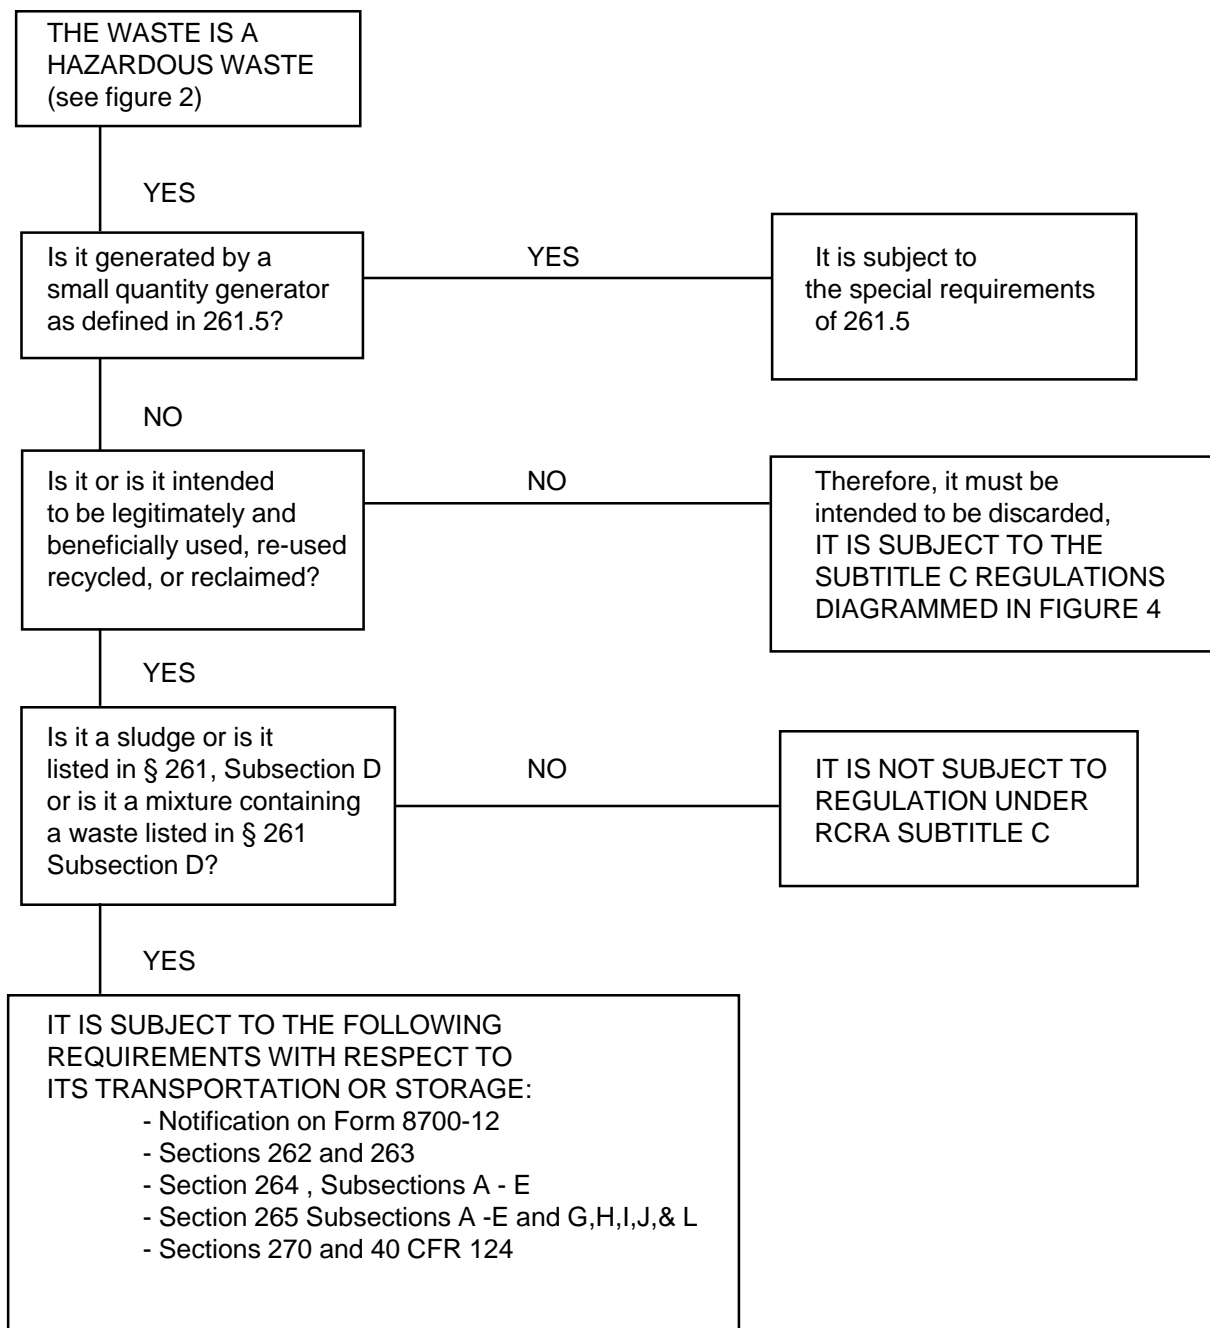 THE WASTE IS A
HAZARDOUS WASTE
(see figure 2)
YES
Is it generated by a
small quantity generator
as defined in 261.5?
YES
It is subject to
the special requirements
of 261.5
NO
Is it or is it intended
to be legitimately and
beneficially used, re-used
recycled, or reclaimed?
NO
Therefore, it must be
intended to be discarded,
IT IS SUBJECT TO THE
SUBTITLE C REGULATIONS
DIAGRAMMED IN FIGURE 4
YES
Is it a sludge or is it
listed in § 261, Subsection D
or is it a mixture containing
a waste listed in § 261
Subsection D?
NO
IT IS NOT SUBJECT TO
REGULATION UNDER
RCRA SUBTITLE C
YES
IT IS SUBJECT TO THE FOLLOWING
REQUIREMENTS WITH RESPECT TO
ITS TRANSPORTATION OR STORAGE:
- Notification on Form 8700-12
- Sections 262 and 263
- Section 264 , Subsections A - E
- Section 265 Subsections A -E and G,H,I,J,& L
- Sections 270 and 40 CFR 124